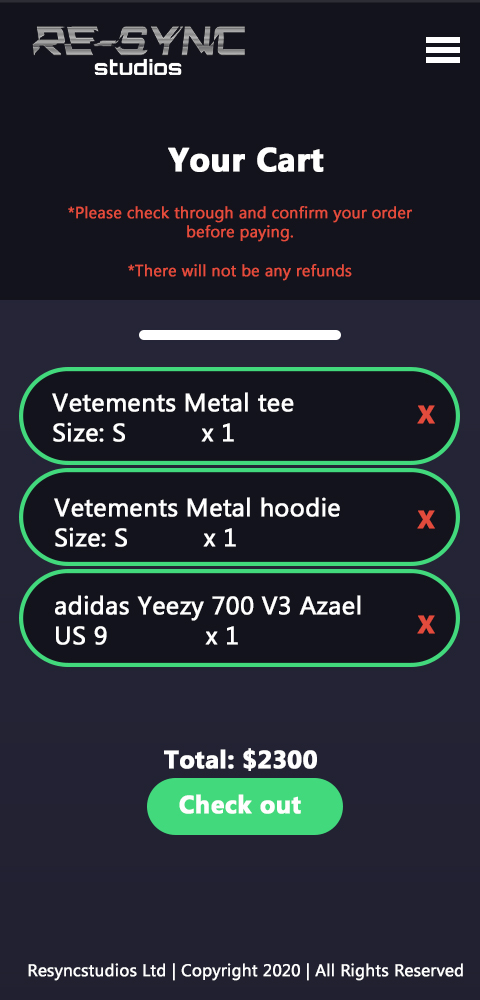 RE-SYNC
studios
Your Cart
*Please check through and confirm your order
before paying.
*There will not be any refunds
Vetements Metal tee
Size: S x 1
X
Vetements Metal hoodie
Size: S x 1
X
adidas Yeezy 700 V3 Azael
US 9 x 1
X
Total: $2300
Check out
Resyncstudios Ltd | Copyright 2020 | All Rights Reserved